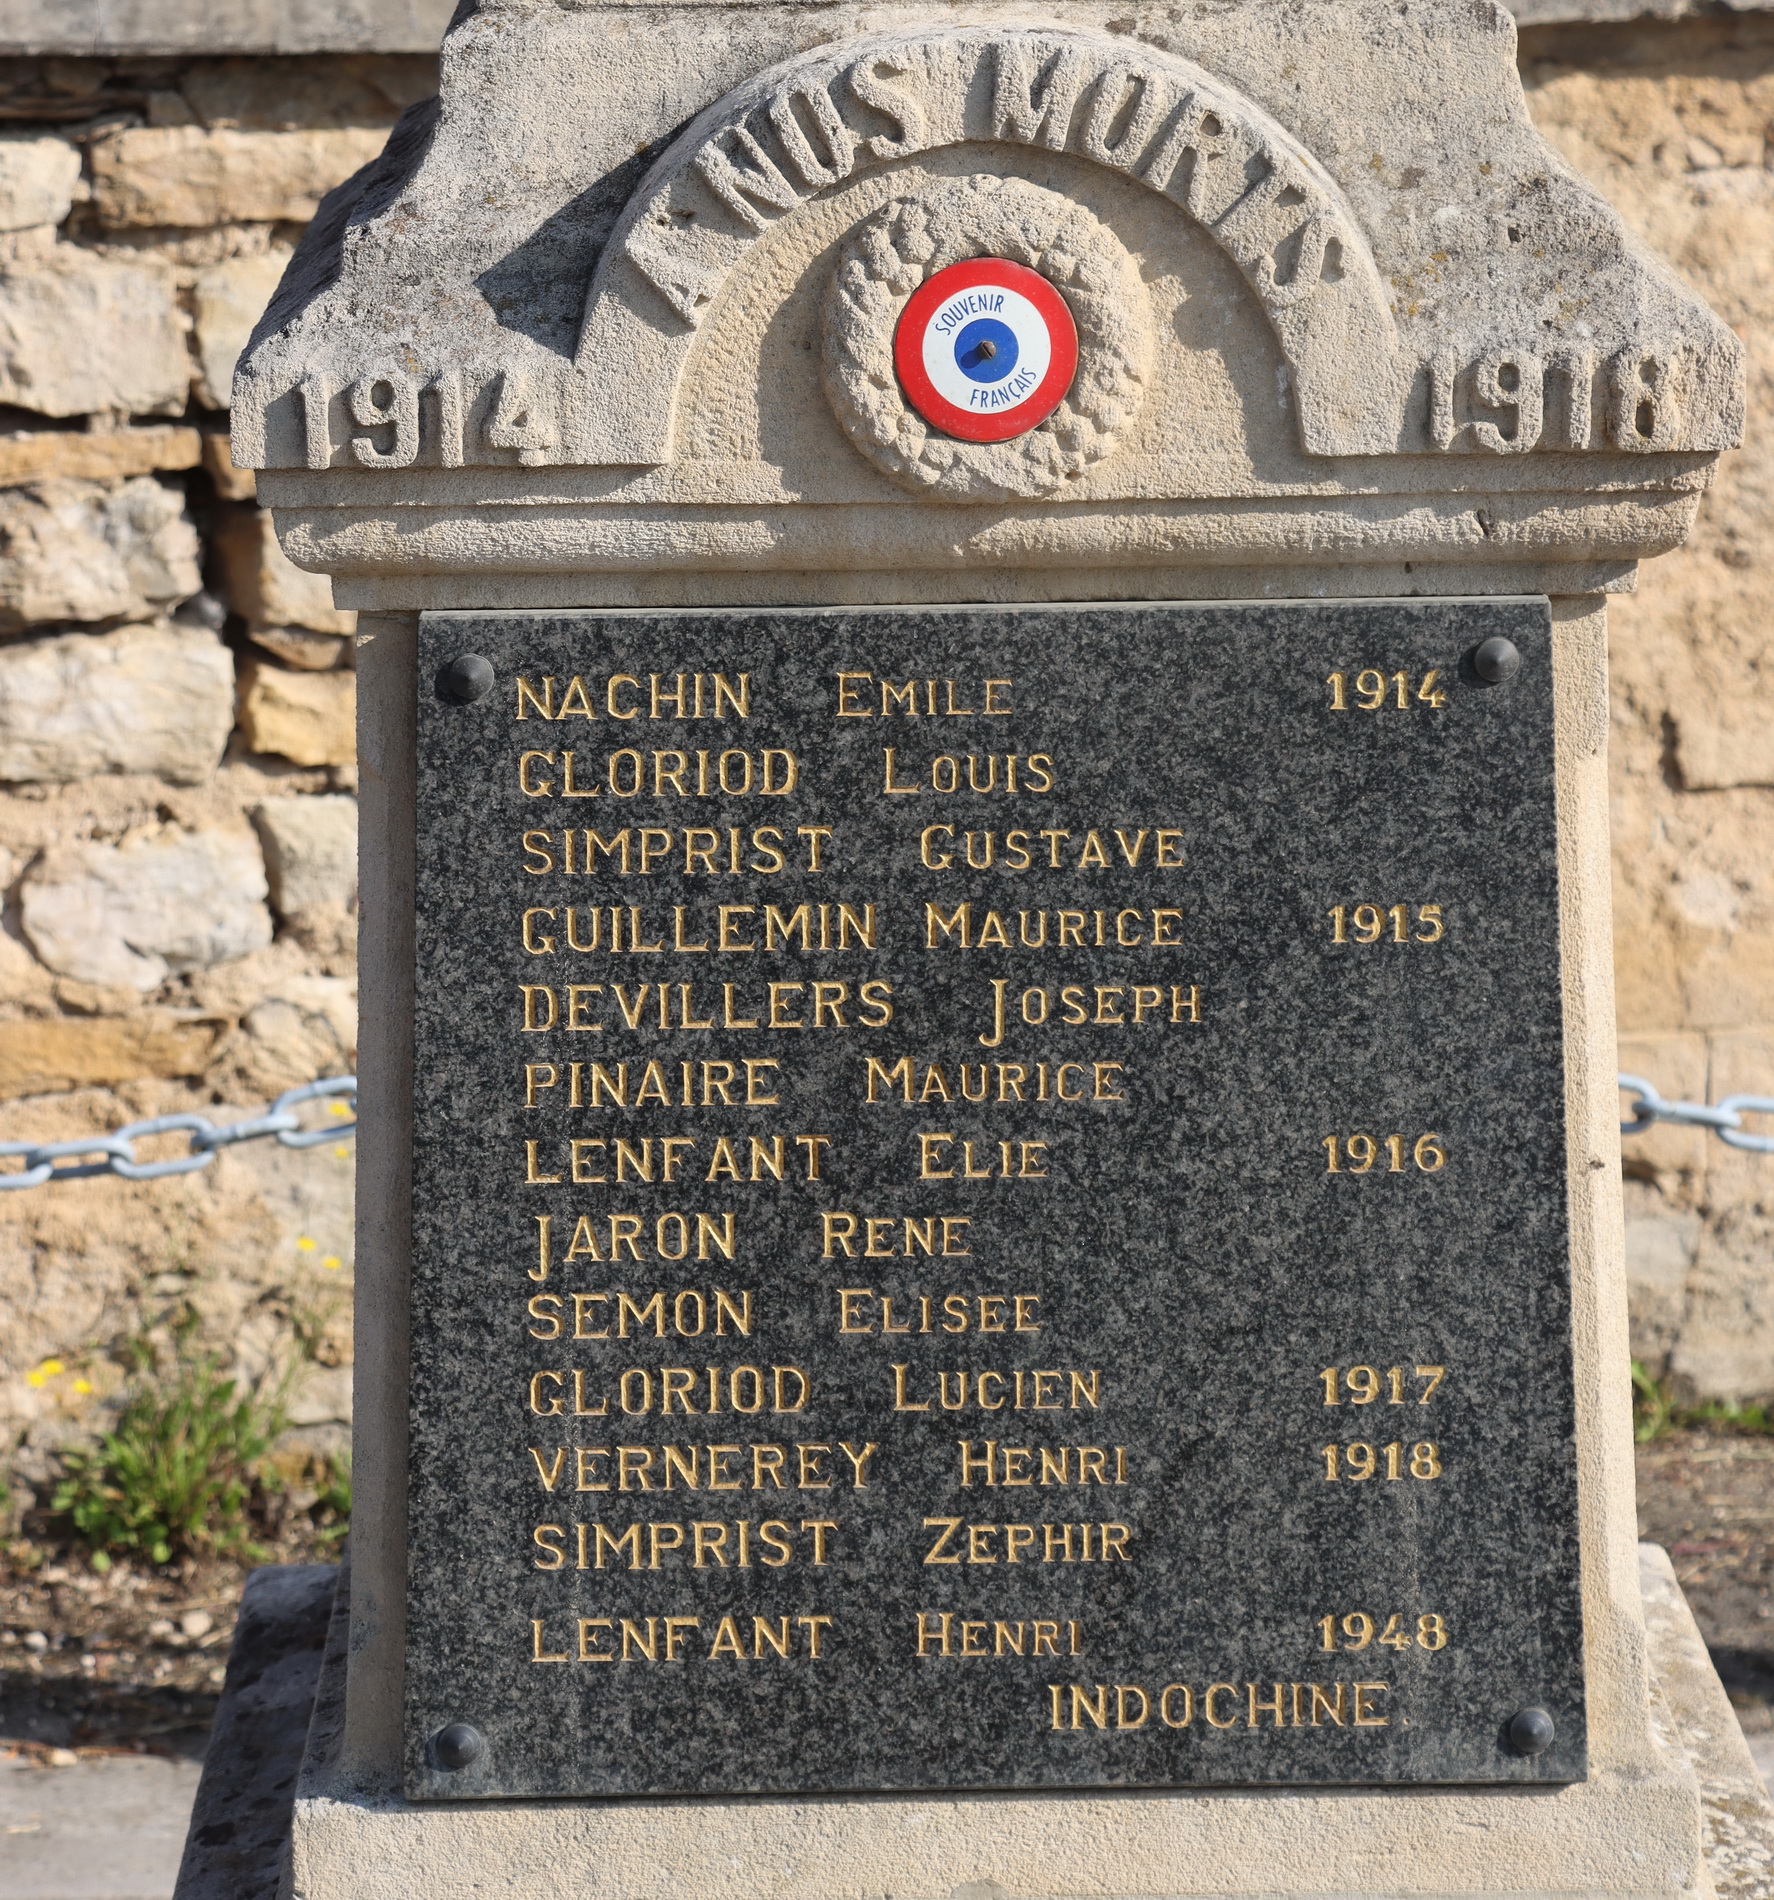 A NOS MORTS
SOUVENIR
FRANÇAIS
1914 1918
NACHIN EMILE 1914
GLORIOD LOUIS
SIMPRIST GUSTAVE
GUILLEMIN MAURICE 1915
DEVILLERS JOSEPH
PINAIRE MAURICE
LENFANT ELIE 1916
JARON RENE
SEMON ELISEE
GLORIOD LUCIEN 1917
VERNEREY HENRI 1918
SIMPRIST ZEPHIR
LENFANT HENRI 1948
INDOCHINE.